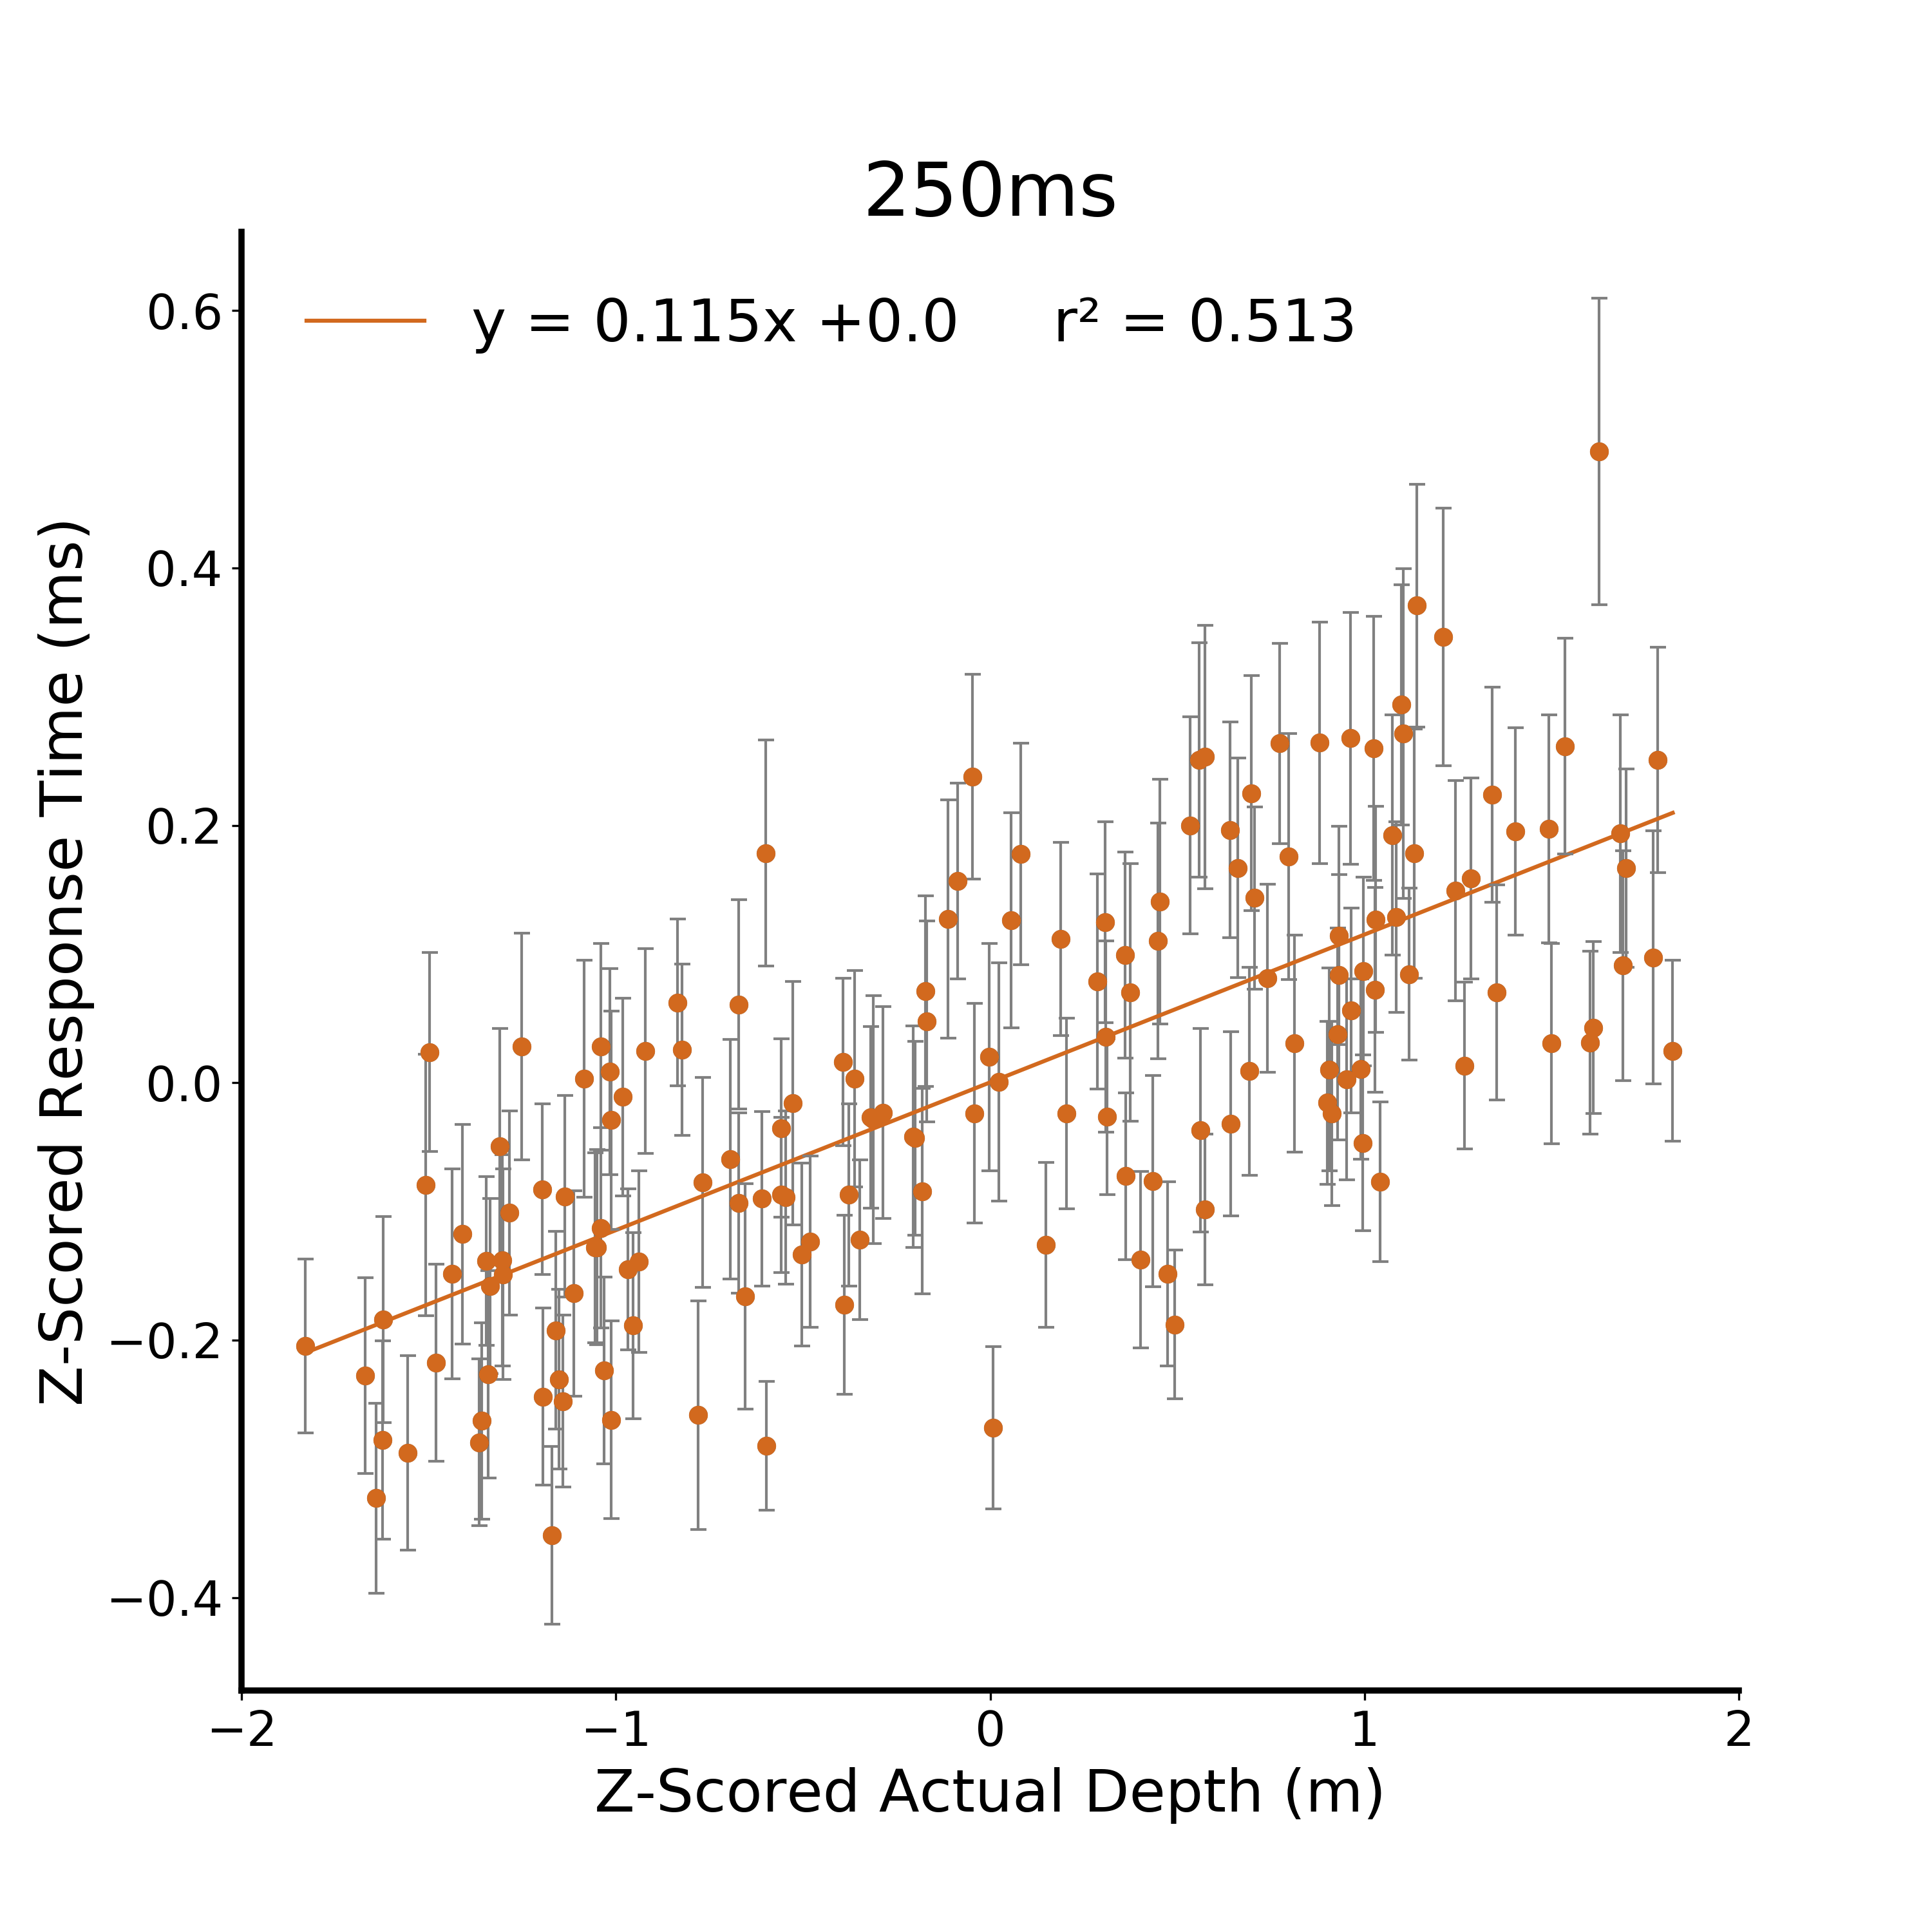 250ms
y = 0.115x +0.0 r² = 0.513
0.6
0.4
0.2
0.0
−0.2
−0.4
Z-Scored Response Time (ms)
−2 −1 0 1 2
Z-Scored Actual Depth (m)